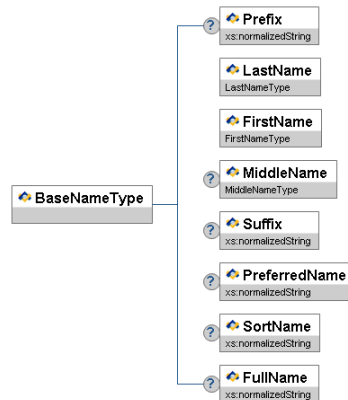 Prefix
xs:normalizedString
LastName
LastNameType
FirstName
FirstNameType
? MiddleName
MiddleNameType
BaseNameType
? Suffix
xs:normalizedString
? PreferredName
xs:normalizedString
? SortName
xs:normalizedString
? FullName
xs:normalizedString